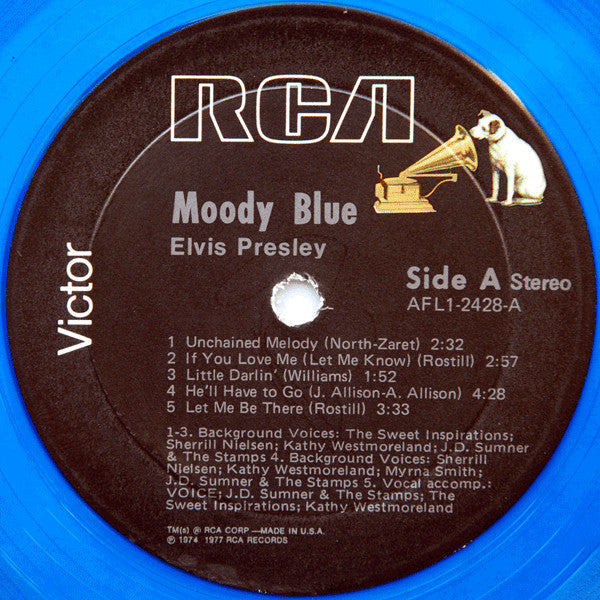 RCA
Victor
Moody Blue
Elvis Presley
Side A Stereo
AFL1-2428-A
1 Unchained Melody (North-Zaret) 2:32
2 If You Love Me (Let Me Know) (Rostill) 2:57
3 Little Darlin' (Williams) 1:52
4 He'll Have to Go (J. Allison-A. Allison) 4:28
5 Let Me Be There (Rostill) 3:33
1-3. Background Voices: The Sweet Inspirations;
Sherrill Nielsen; Kathy Westmoreland; J.D. Sumner
& The Stamps 4. Background Voices: Sherrill
Nielsen; Kathy Westmoreland; Myrna Smith;
J.D. Sumner & The Stamps 5. Vocal accomp.:
VOICE; J.D. Sumner & The Stamps; The
Sweet Inspirations; Kathy Westmoreland
TM(s) ® RCA CORP —MADE IN U.S.A.
℗ 1974 1977 RCA RECORDS